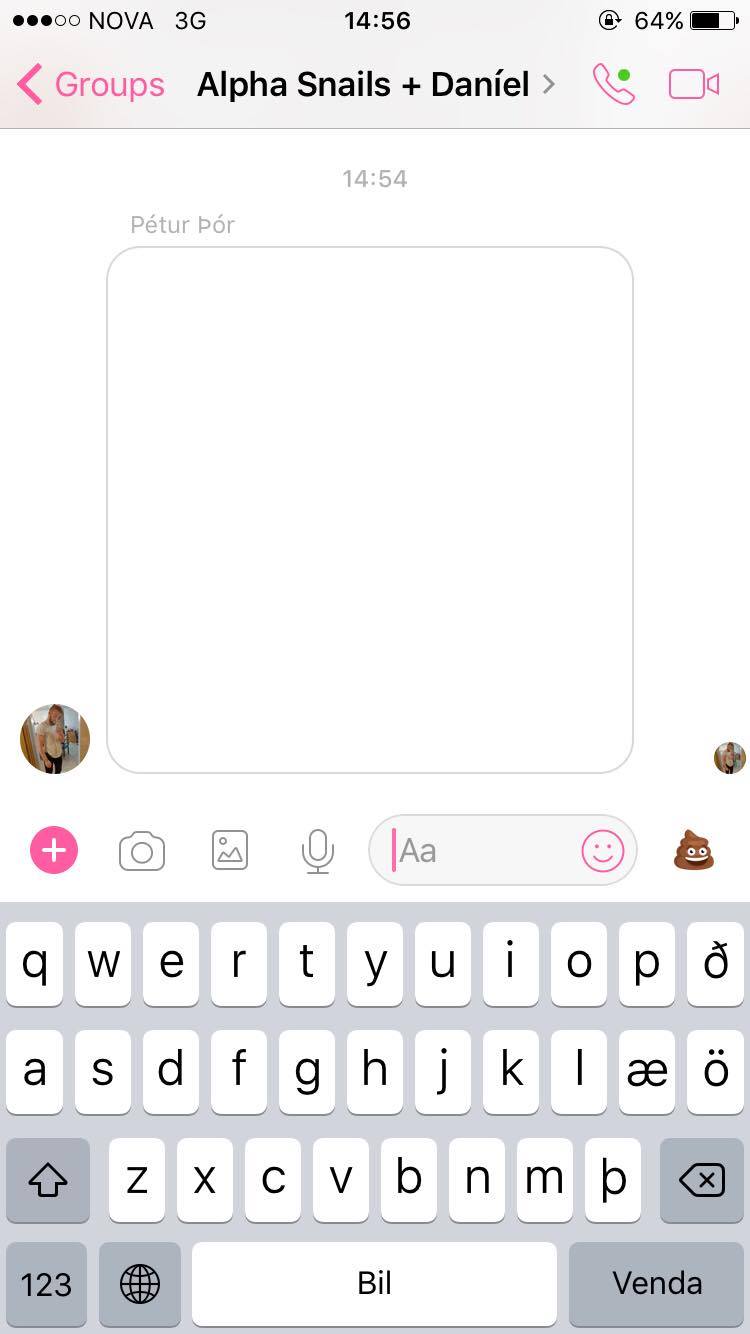 NOVA 3G 14:56 64%
Groups Alpha Snails + Daníel
14:54
Pétur Þór
Aa
q w e r t y u i o p ð
a s d f g h j k l æ ö
z x c v b n m þ
123 Bil Venda